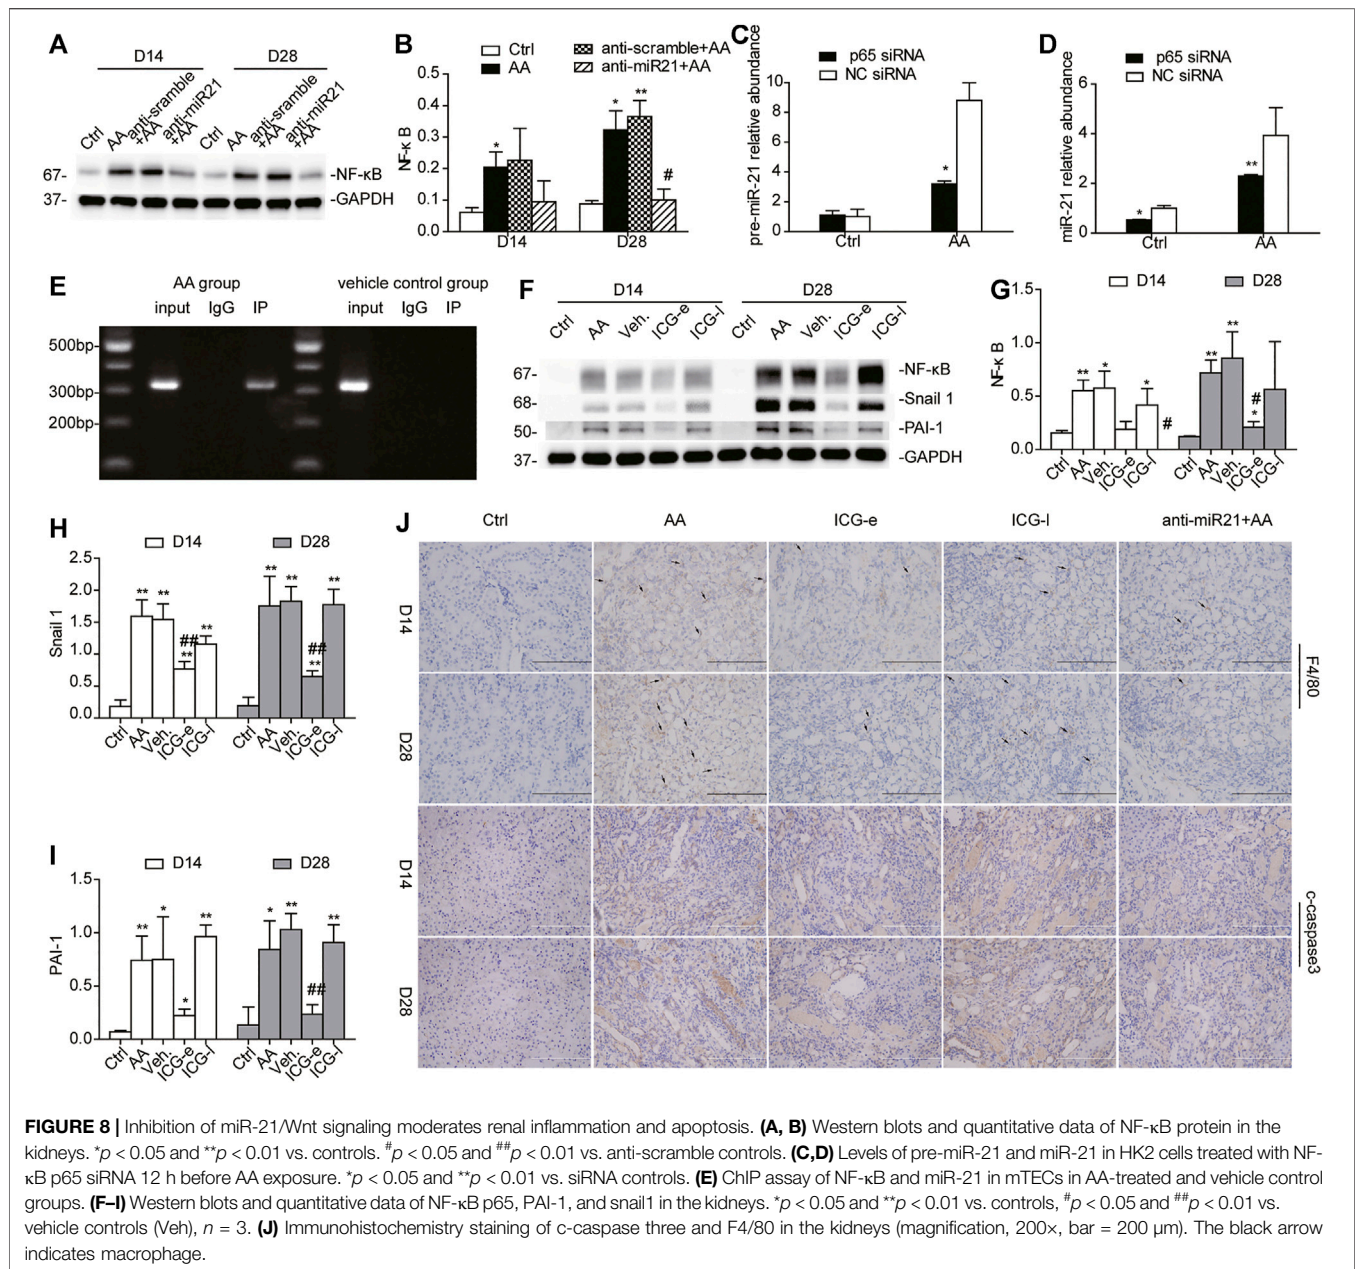 A
D14 D28
Ctrl AA anti-sramble +AA anti-miR21 +AA Ctrl AA anti-scramble +AA anti-miR21 +AA
67- -NF-κB
37- -GAPDH
B
Ctrl anti-scramble+AA
AA anti-miR21+AA
NF-κ B
0.5
0.4
0.3
0.2
0.1
0.0
* * ** #
D14 D28
C
p65 siRNA
NC siRNA
pre-miR-21 relative abundance
10
8
6
4
2
0
*
Ctrl AA
D
p65 siRNA
NC siRNA
miR-21 relative abundance
6
4
2
0
* **
Ctrl AA
E
AA group vehicle control group
input IgG IP input IgG IP
500bp-
300bp-
200bp-
F
D14 D28
Ctrl AA Veh. ICG-e ICG-l Ctrl AA Veh. ICG-e ICG-l
67- -NF-κB
68- -Snail 1
50- -PAI-1
37- -GAPDH
G
D14 D28
NF-κ B
1.5
1.0
0.5
0.0
** * * # ** ** # *
Ctrl AA Veh. ICG-e ICG-l Ctrl AA Veh. ICG-e ICG-l
H
D14 D28
Snail 1
2.5
2.0
1.5
1.0
0.5
0.0
** ** ## ** ** ** ** ## ** **
Ctrl AA Veh. ICG-e ICG-l Ctrl AA Veh. ICG-e ICG-l
I
D14 D28
PAI-1
1.5
1.0
0.5
0.0
** * * ** * ** ## **
Ctrl AA Veh. ICG-e ICG-l Ctrl AA Veh. ICG-e ICG-l
J
Ctrl AA ICG-e ICG-l anti-miR21+AA
D14
D28
F4/80
D14
D28
c-caspase3
FIGURE 8 | Inhibition of miR-21/Wnt signaling moderates renal inflammation and apoptosis. (A, B) Western blots and quantitative data of NF-κB protein in the
kidneys. *p < 0.05 and **p < 0.01 vs. controls. #p < 0.05 and ##p < 0.01 vs. anti-scramble controls. (C,D) Levels of pre-miR-21 and miR-21 in HK2 cells treated with NF-
κB p65 siRNA 12 h before AA exposure. *p < 0.05 and **p < 0.01 vs. siRNA controls. (E) ChIP assay of NF-κB and miR-21 in mTECs in AA-treated and vehicle control
groups. (F–I) Western blots and quantitative data of NF-κB p65, PAI-1, and snail1 in the kidneys. *p < 0.05 and **p < 0.01 vs. controls, #p < 0.05 and ##p < 0.01 vs.
vehicle controls (Veh), n = 3. (J) Immunohistochemistry staining of c-caspase three and F4/80 in the kidneys (magnification, 200×, bar = 200 μm). The black arrow
indicates macrophage.